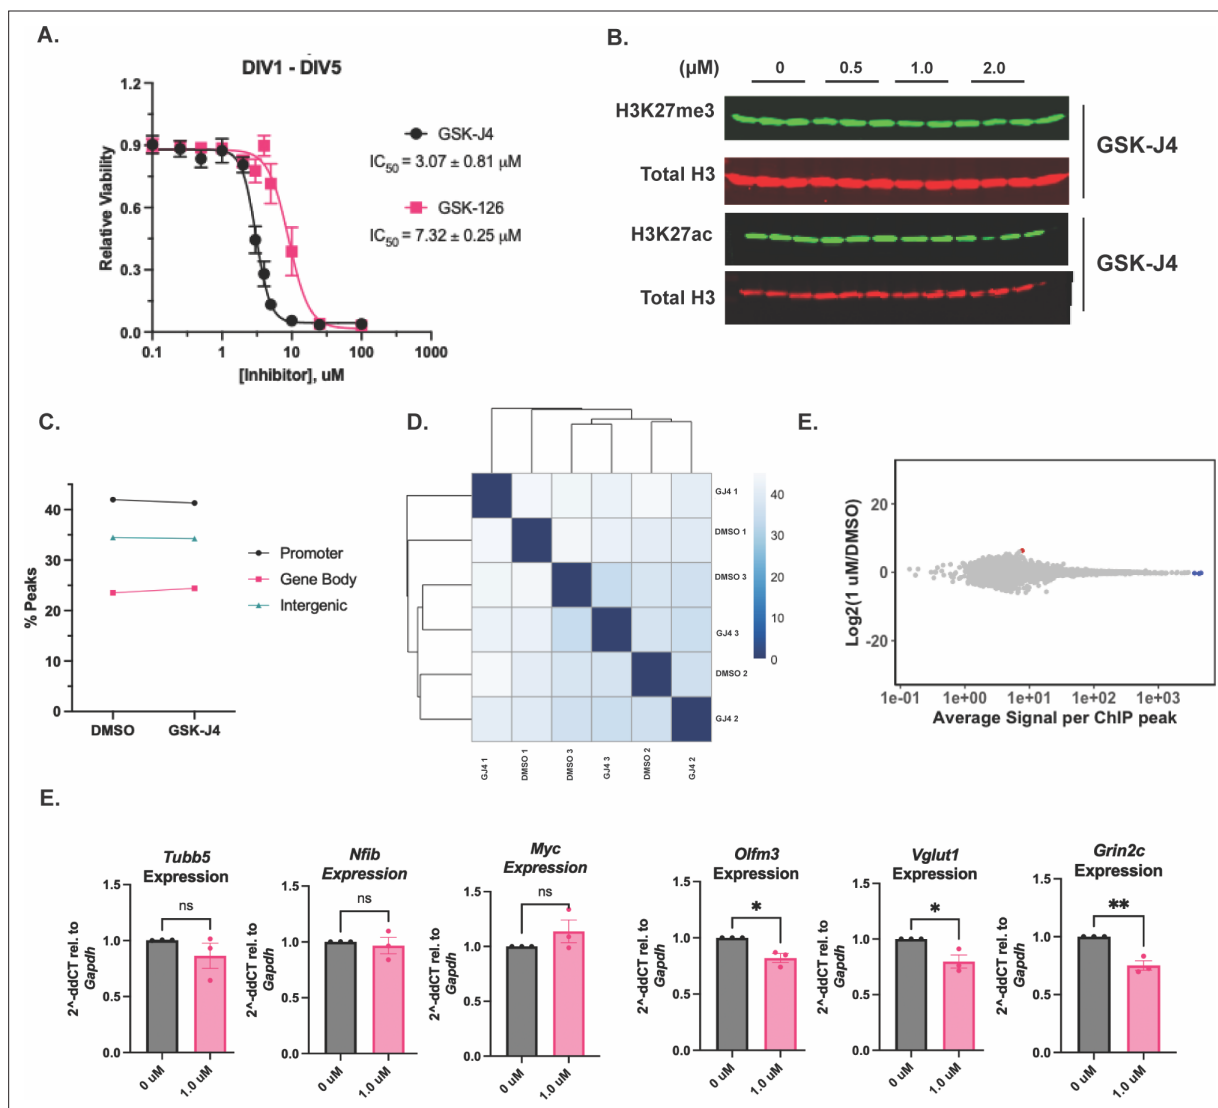 A.
DIV1 - DIV5
1.2
0.9
0.6
0.3
0.0
Relative Viability
0.1
1
10
100
1000
[Inhibitor], uM
GSK-J4
IC50 = 3.07 ± 0.81 µM
GSK-126
IC50 = 7.32 ± 0.25 µM
B.
(µM)
0
0.5
1.0
2.0
H3K27me3
Total H3
GSK-J4
H3K27ac
Total H3
GSK-J4
C.
% Peaks
40
30
20
10
0
DMSO
GSK-J4
Promoter
Gene Body
Intergenic
D.
GJ4 1
DMSO 1
DMSO 3
GJ4 3
DMSO 2
GJ4 2
GJ4 1
DMSO 1
DMSO 3
GJ4 3
DMSO 2
GJ4 2
40
30
20
10
0
E.
Log2(1 uM/DMSO)
20
0
-20
1e-01
1e+00
1e+01
1e+02
1e+03
Average Signal per ChIP peak
E.
Tubb5
Expression
2^-ddCT rel. to
Gapdh
1.5
1.0
0.5
0.0
ns
0 uM
1.0 uM
Nfib
Expression
2^-ddCT rel. to
Gapdh
1.5
1.0
0.5
0.0
ns
0 uM
1.0 uM
Myc
Expression
2^-ddCT rel. to
Gapdh
1.5
1.0
0.5
0.0
ns
0 uM
1.0 uM
Olfm3
Expression
2^-ddCT rel. to
Gapdh
1.5
1.0
0.5
0.0
*
0 uM
1.0 uM
Vglut1
Expression
2^-ddCT rel. to
Gapdh
1.5
1.0
0.5
0.0
*
0 uM
1.0 uM
Grin2c
Expression
2^-ddCT rel. to
Gapdh
1.5
1.0
0.5
0.0
**
0 uM
1.0 uM